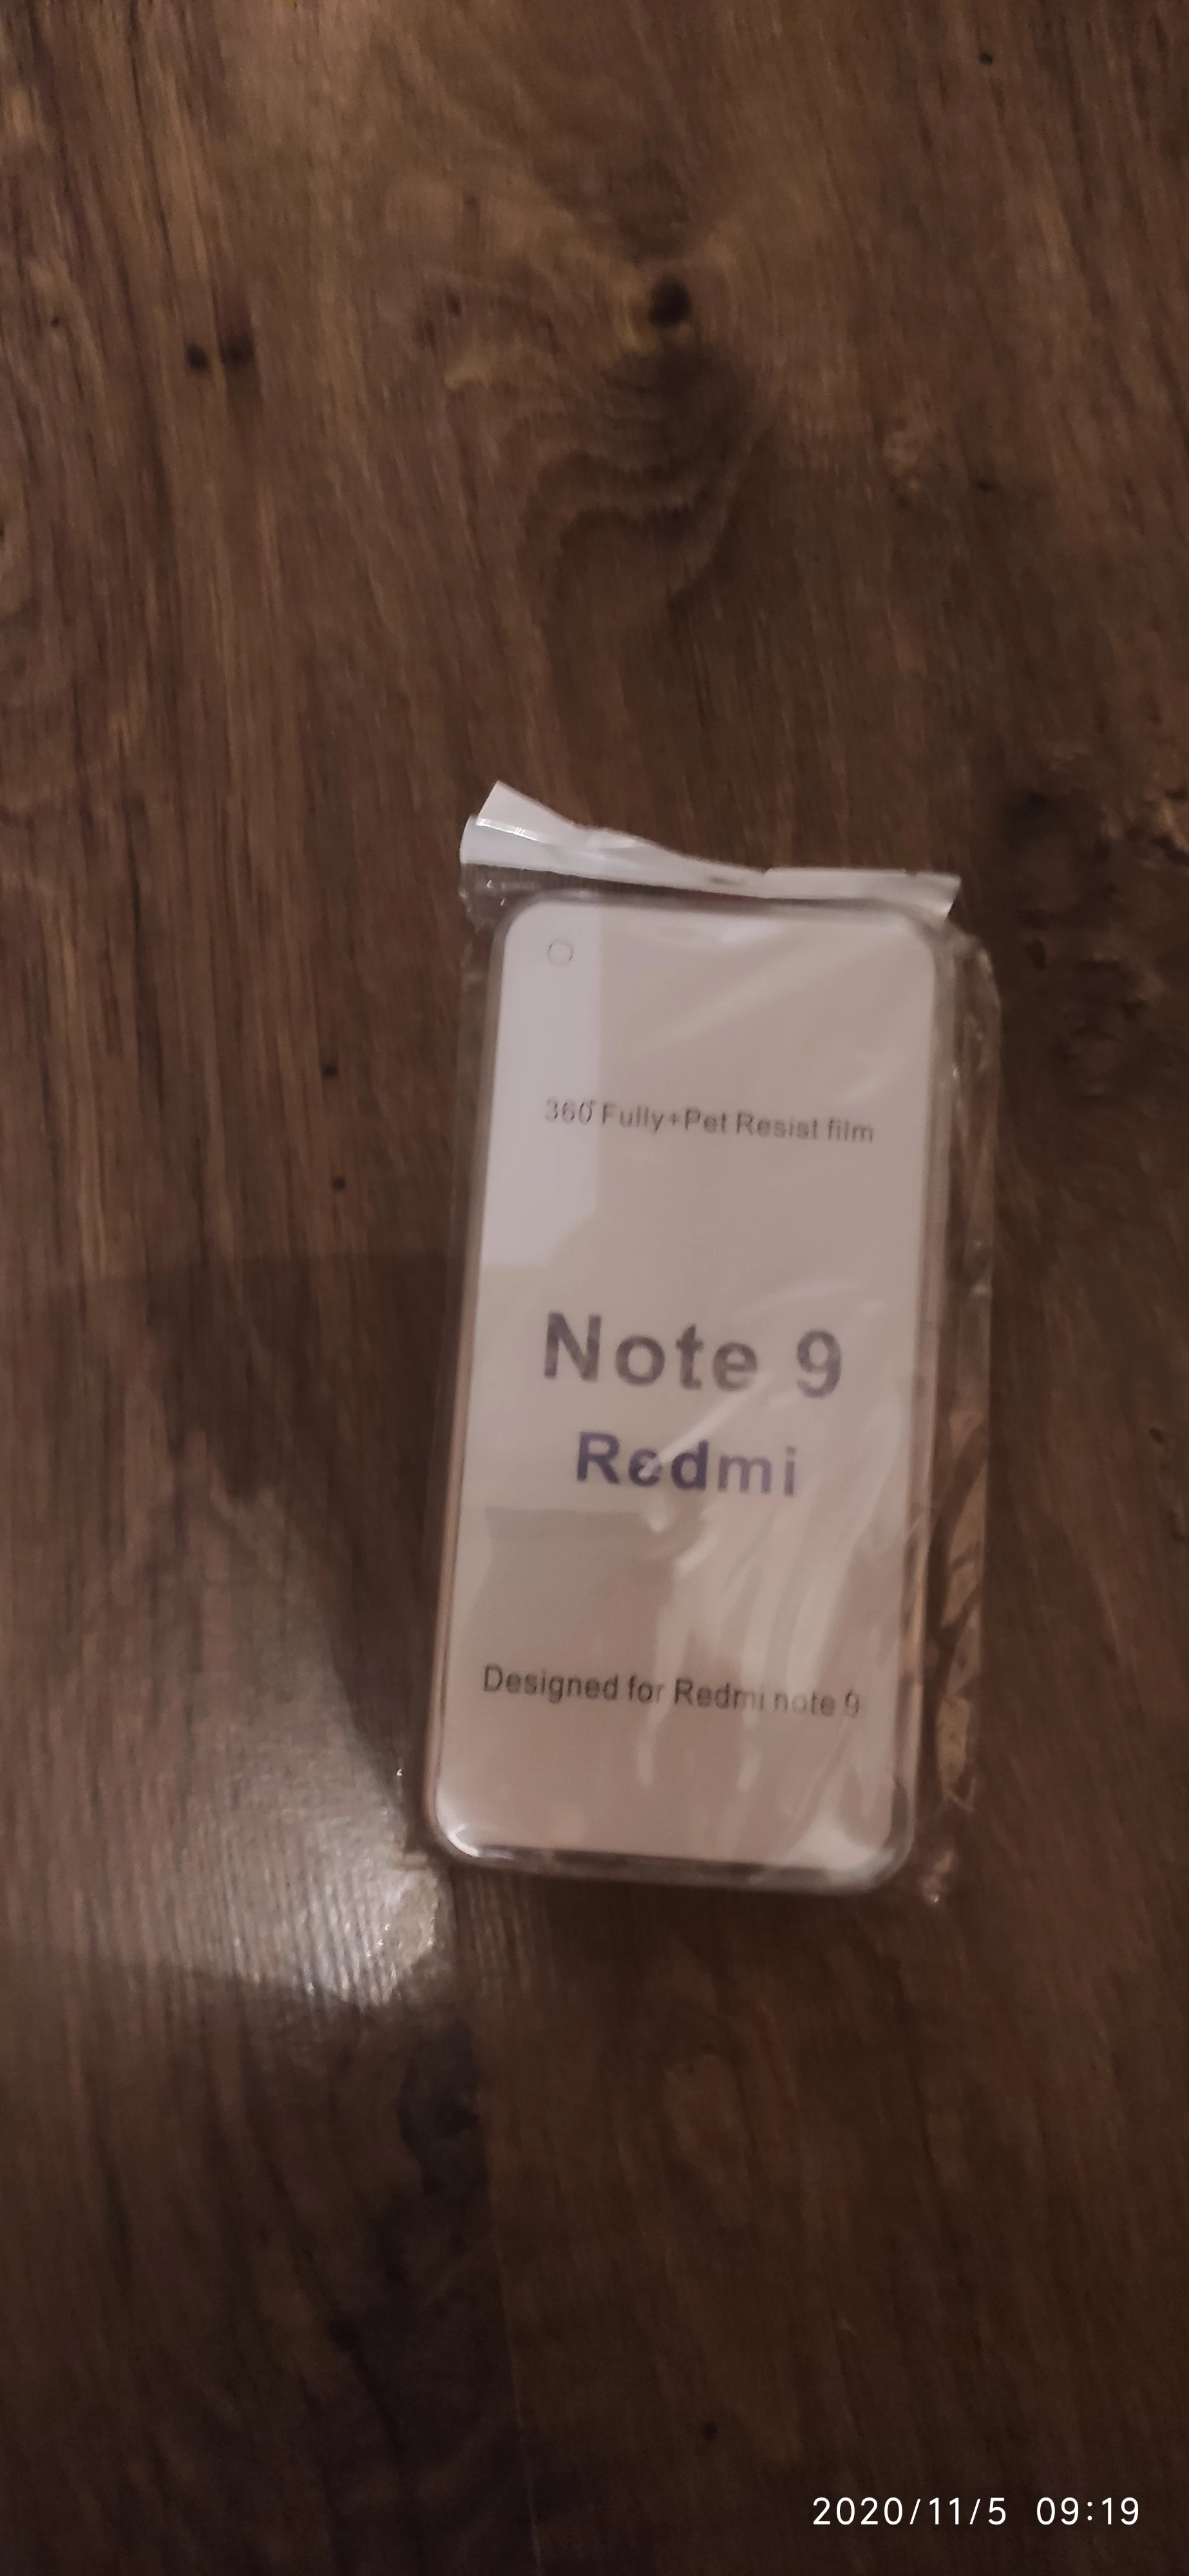 360° Fully+Pet Resist film
Note 9
Redmi
Designed for Redmi note 9
2020/11/5 09:19